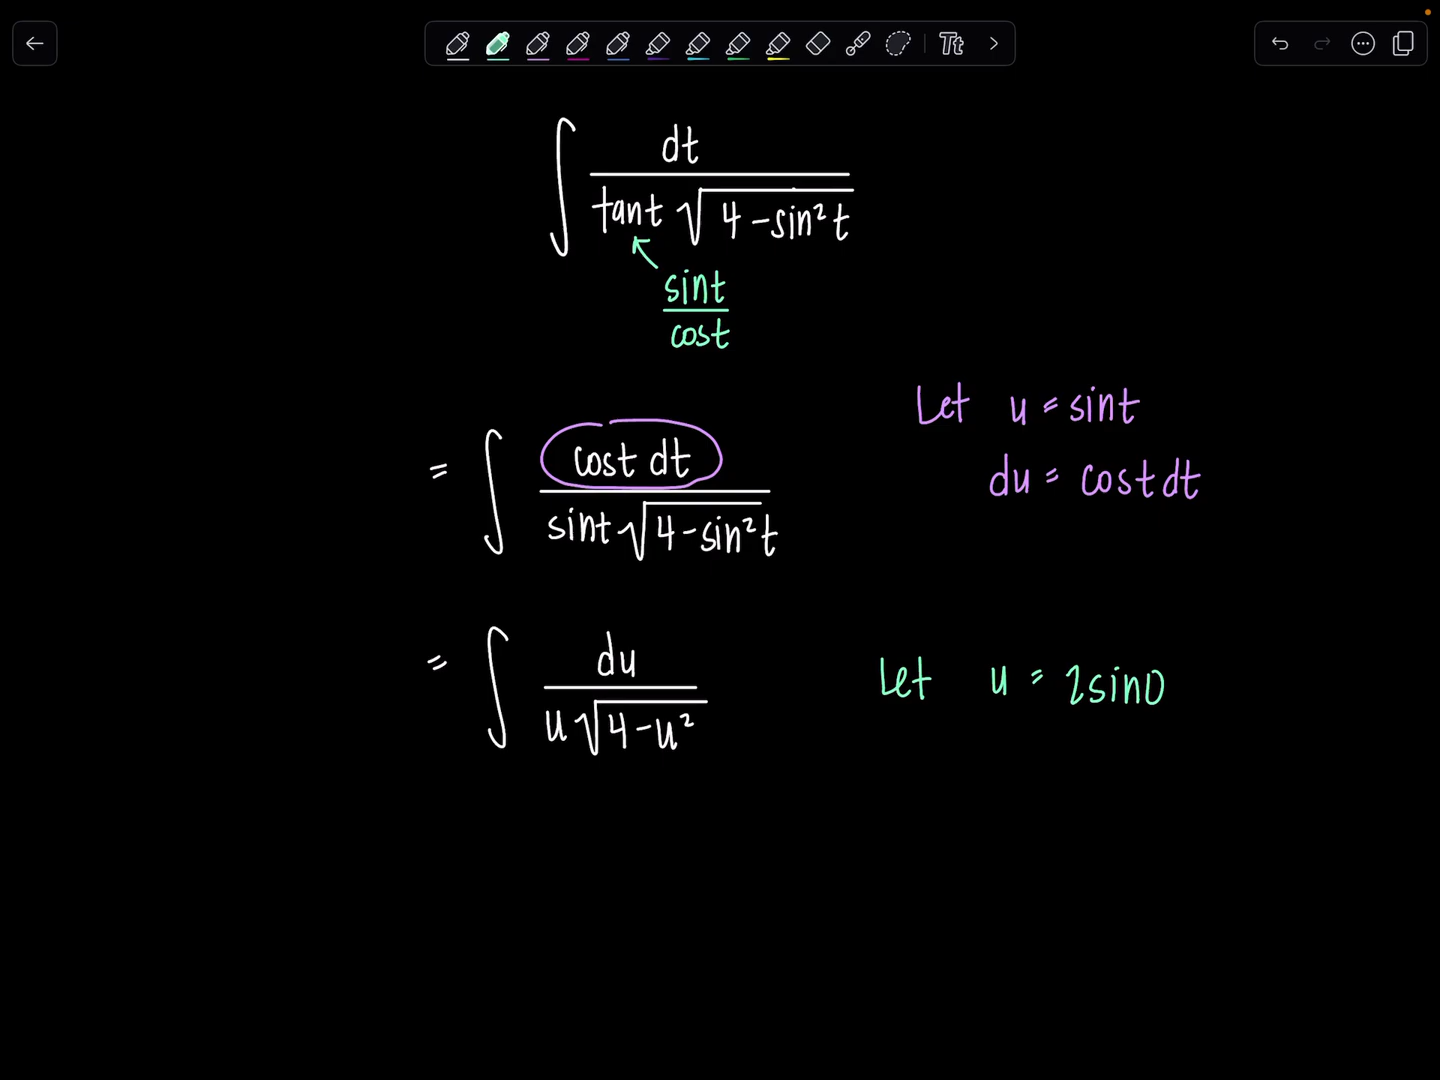 ∫ dt / (tant √(4-sin²t))
sint / cost
= ∫ cost dt / (sint √(4-sin²t))
Let u = sint
du = cost dt
= ∫ du / (u √(4-u²))
Let u = 2sinθ
Tt